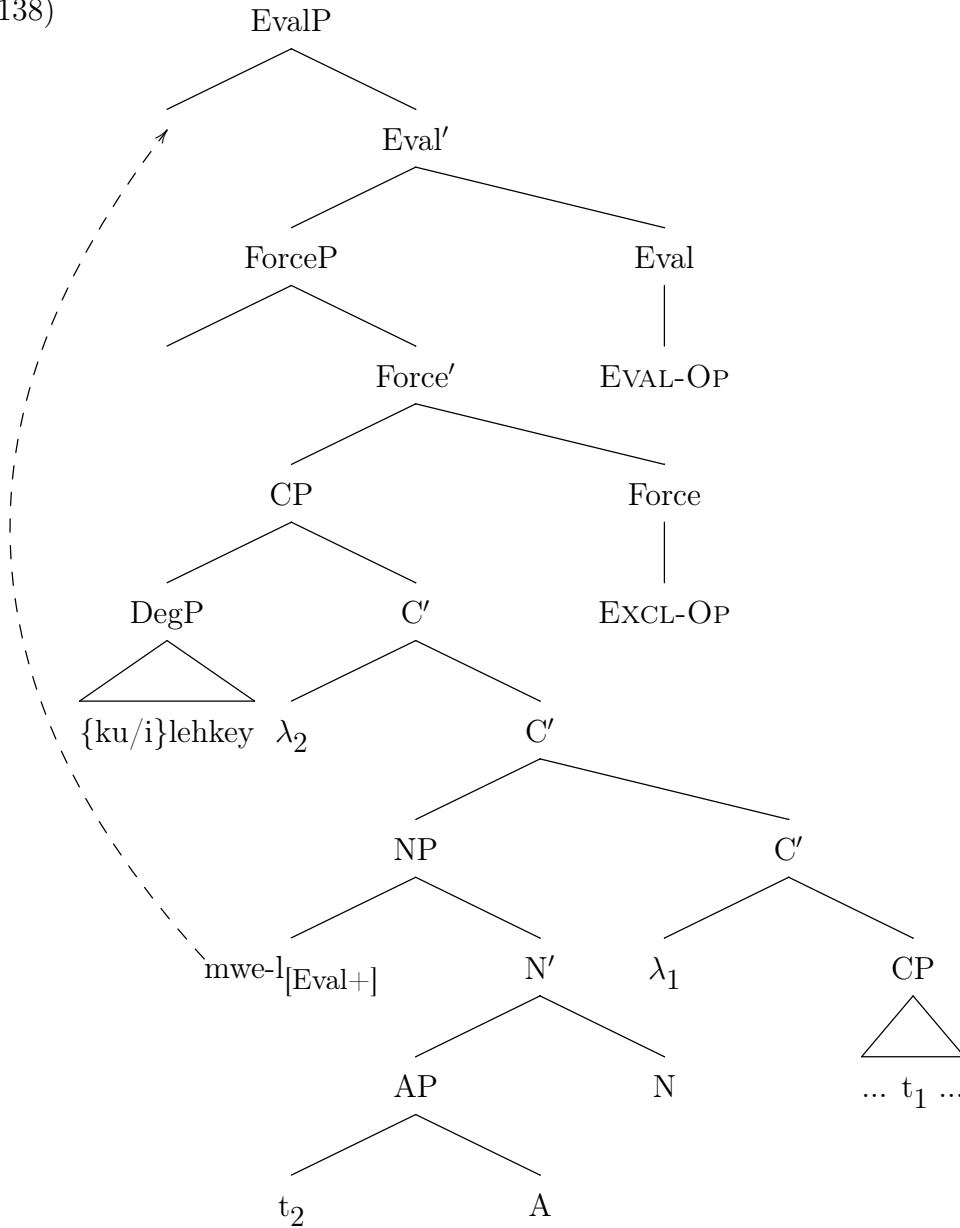 138)
EvalP
Eval′
ForceP Eval
Force′ EVAL-OP
CP Force
DegP C′ EXCL-OP
{ku/i}lehkey λ2 C′
NP C′
mwe-l[Eval+] N′ λ1 CP
AP N ... t1 ...
t2 A